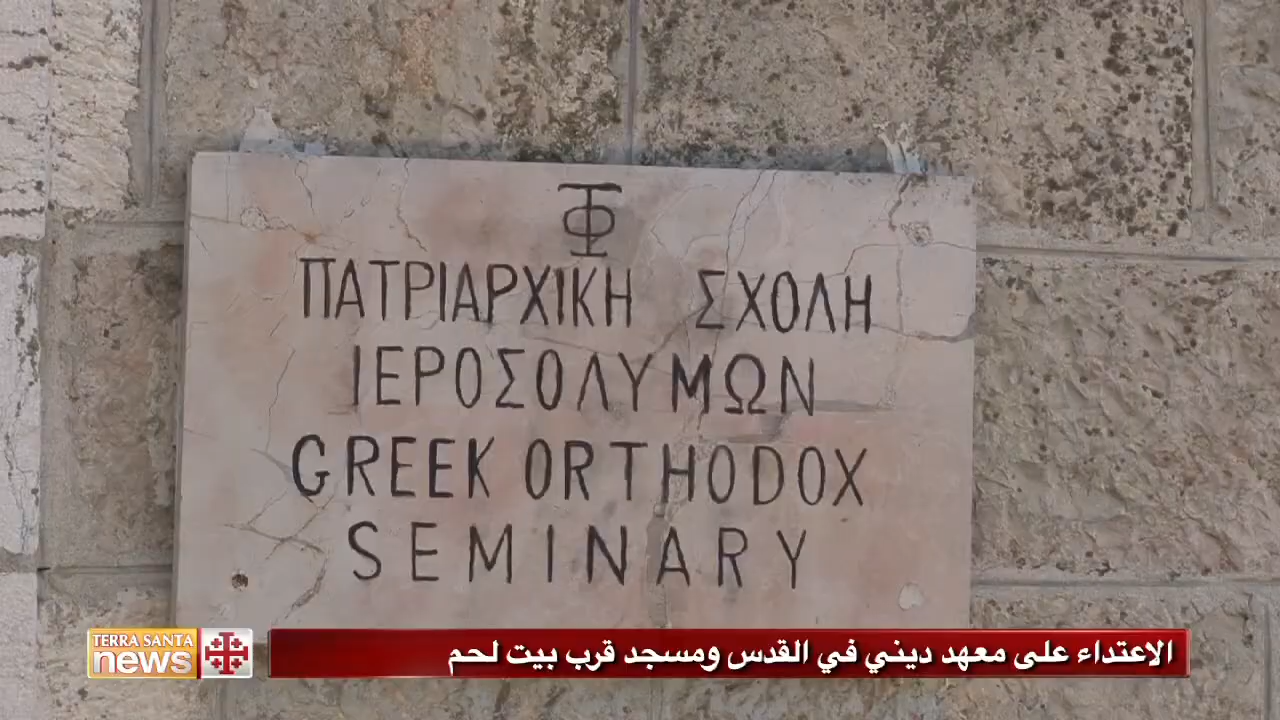 ΤΦ
ΠΑΤΡΙΑΡΧΙΚΗ ΣΧΟΛΗ
ΙΕΡΟΣΟΛΥΜΩΝ
GREEK ORTHODOX
SEMINARY
TERRA SANTA
news
الاعتداء على معهد ديني في القدس ومسجد قرب بيت لحم